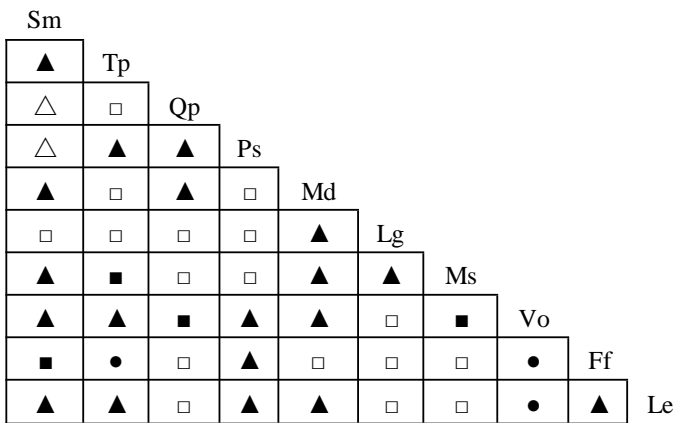 Sm
▲ Tp
△ □ Qp
△ ▲ ▲ Ps
▲ □ ▲ □ Md
□ □ □ □ ▲ Lg
▲ ■ □ □ ▲ ▲ Ms
▲ ▲ ■ ▲ ▲ □ ■ Vo
■ ● □ ▲ □ □ □ ● Ff
▲ ▲ □ ▲ ▲ □ □ ● ▲ Le